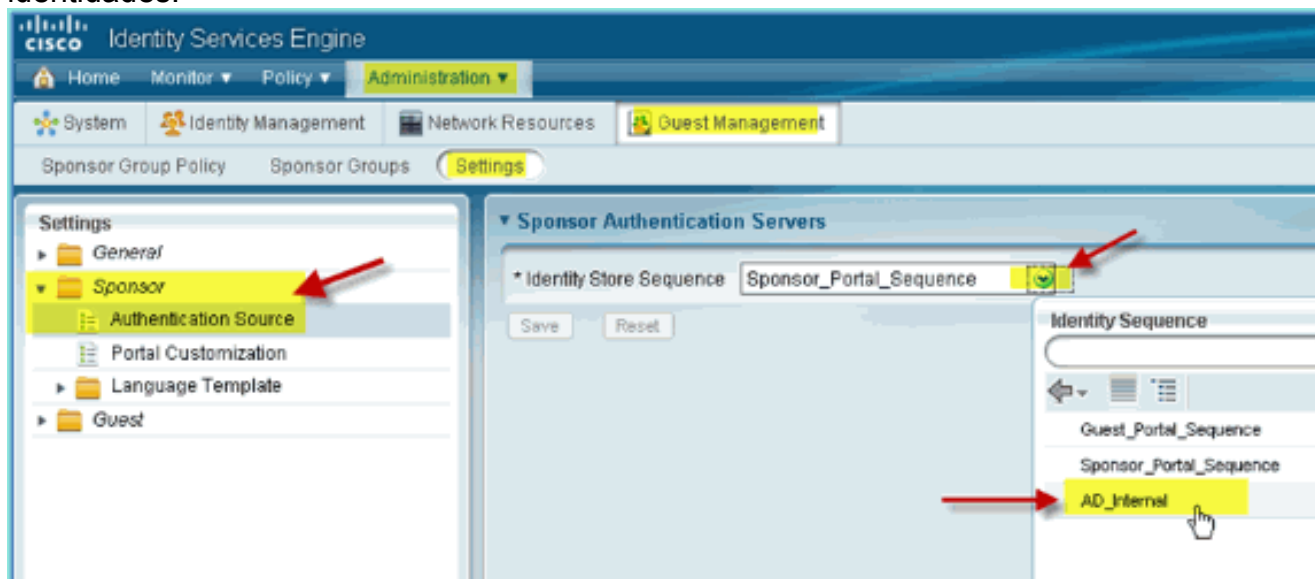 identidades.
cisco Identity Services Engine
Home Monitor Policy Administration
System Identity Management Network Resources Guest Management
Sponsor Group Policy Sponsor Groups Settings
Settings
General
Sponsor
Authentication Source
Portal Customization
Language Template
Guest
Sponsor Authentication Servers
* Identity Store Sequence Sponsor_Portal_Sequence
Save Reset
Identity Sequence
Guest_Portal_Sequence
Sponsor_Portal_Sequence
AD_Internal